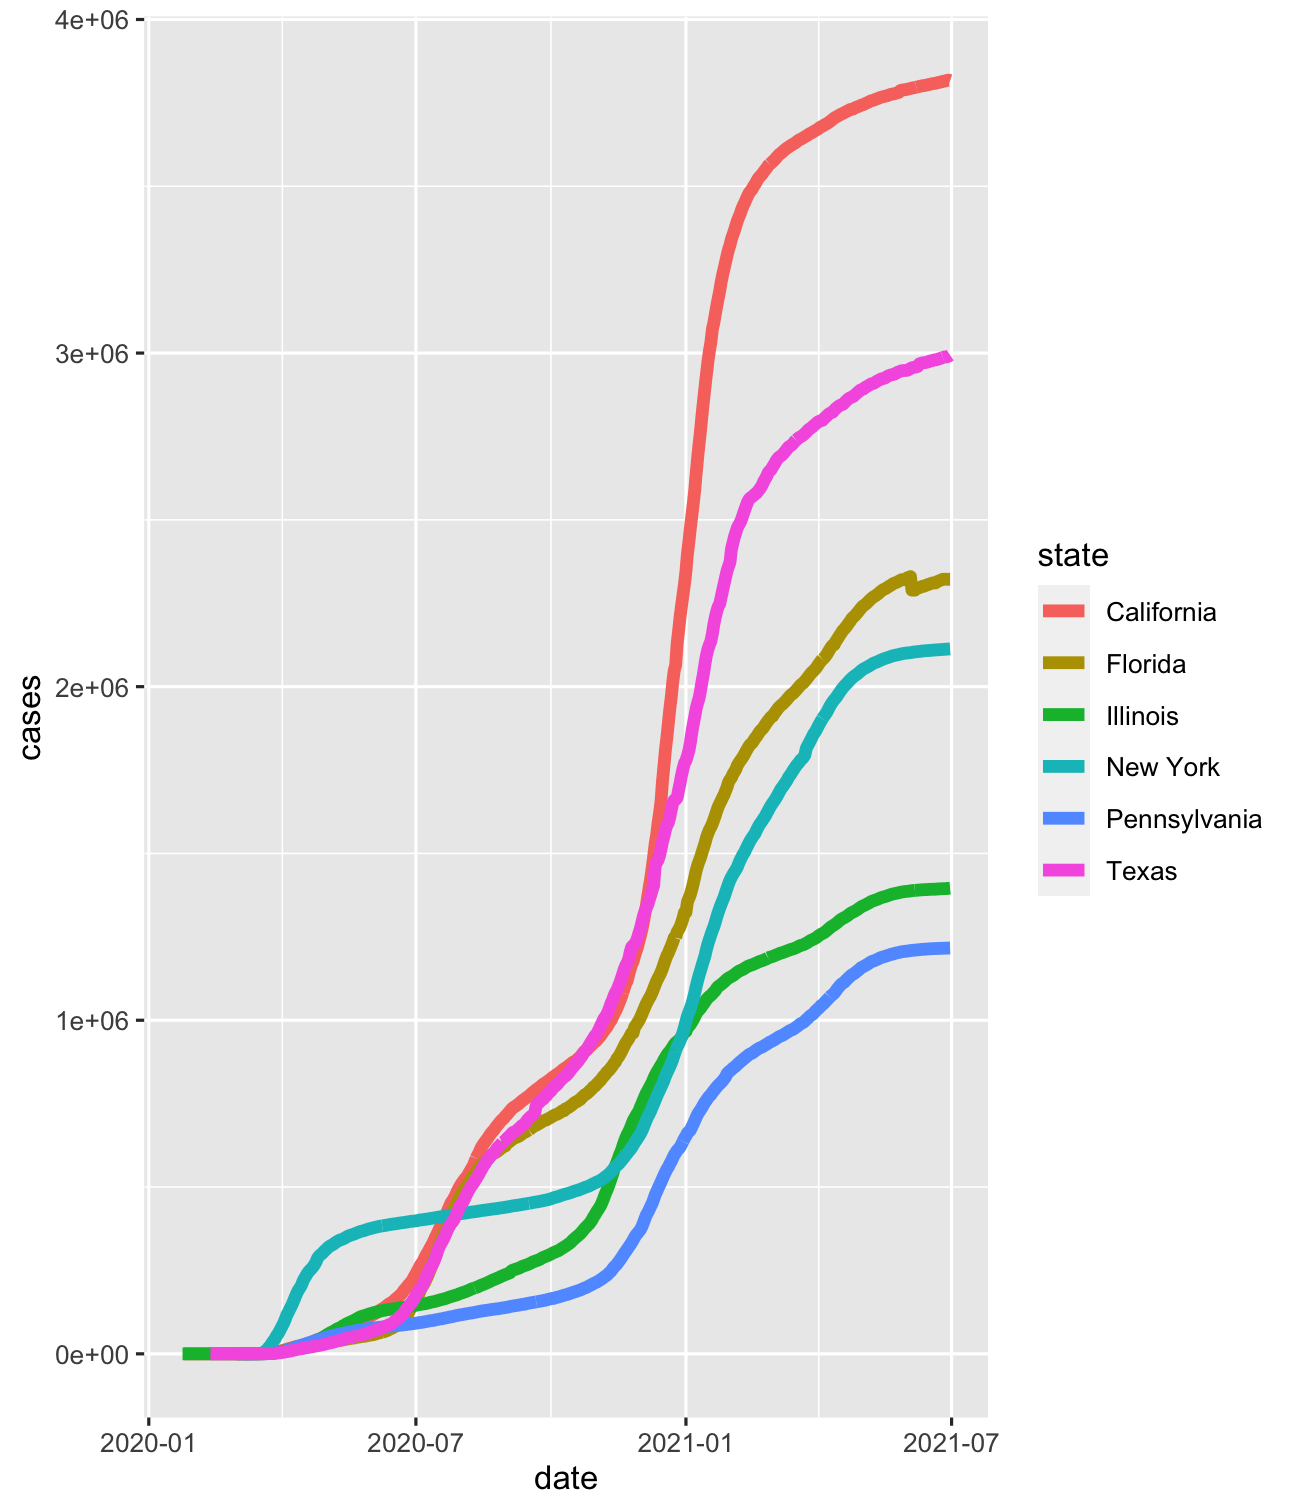 4e+06
3e+06
2e+06
1e+06
0e+00
cases
2020-01
2020-07
2021-01
2021-07
date
state
California
Florida
Illinois
New York
Pennsylvania
Texas